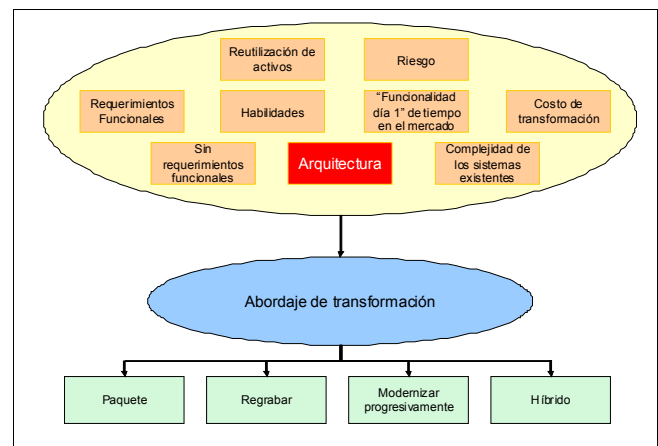 Reutilización de
activos
Riesgo
Requerimientos
Funcionales
Habilidades
“Funcionalidad
día 1” de tiempo
en el mercado
Costo de
transformación
Sin
requerimientos
funcionales
Arquitectura
Complejidad de
los sistemas
existentes
Abordaje de transformación
Paquete
Regrabar
Modernizar
progresivamente
Híbrido